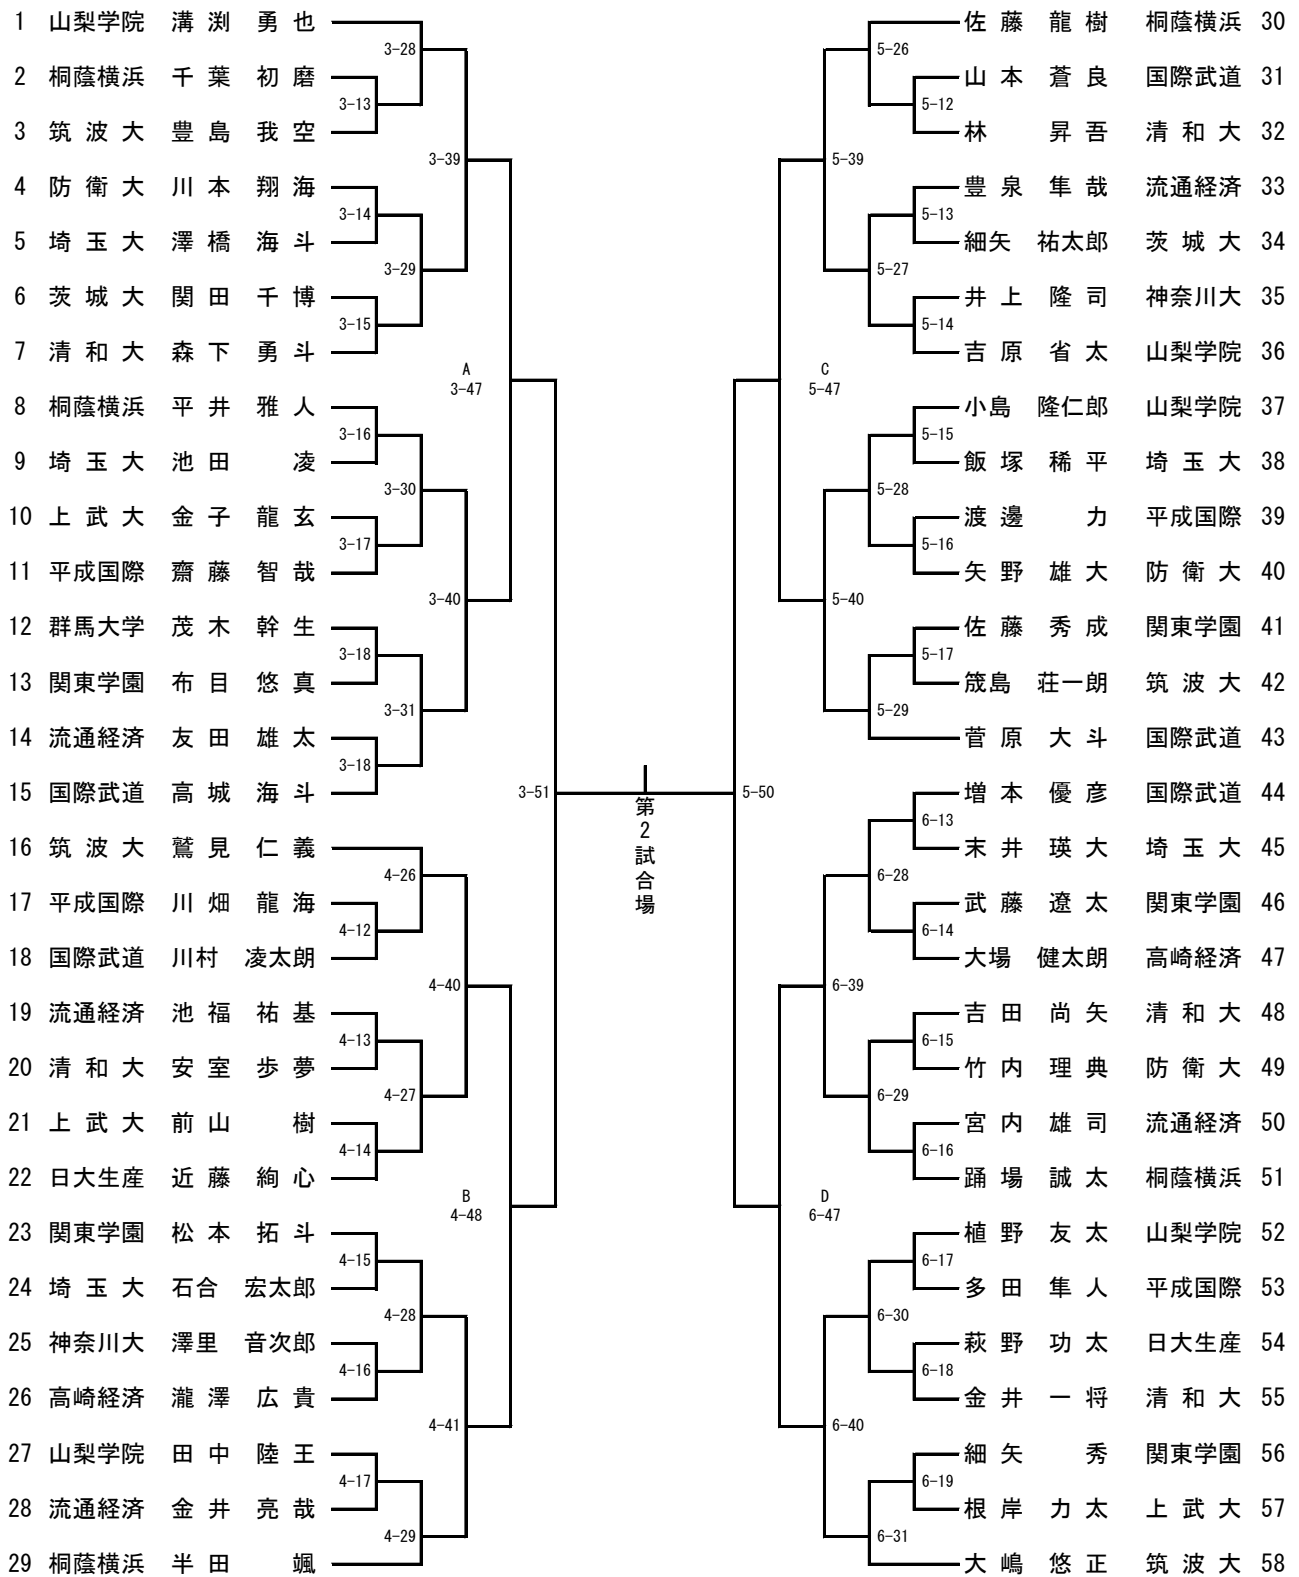 1 山梨学院 溝渕 勇也
3-28
2 桐蔭横浜 千葉 初磨
3-13
3 筑波大 豊島 我空
3-39
4 防衛大 川本 翔海
3-14
5 埼玉大 澤橋 海斗
3-29
6 茨城大 関田 千博
3-15
7 清和大 森下 勇斗
A
3-47
8 桐蔭横浜 平井 雅人
3-16
9 埼玉大 池田 凌
3-30
10 上武大 金子 龍玄
3-17
11 平成国際 齋藤 智哉
3-40
12 群馬大学 茂木 幹生
3-18
13 関東学園 布目 悠真
3-31
14 流通経済 友田 雄太
3-18
15 国際武道 高城 海斗
3-51
16 筑波大 鷲見 仁義
4-26
17 平成国際 川畑 龍海
4-12
18 国際武道 川村 凌太朗
4-40
19 流通経済 池福 祐基
4-13
20 清和大 安室 歩夢
4-27
21 上武大 前山 樹
4-14
22 日大生産 近藤 絢心
B
4-48
23 関東学園 松本 拓斗
4-15
24 埼玉大 石合 宏太郎
4-28
25 神奈川大 澤里 音次郎
4-16
26 高崎経済 瀧澤 広貴
4-41
27 山梨学院 田中 陸王
4-17
28 流通経済 金井 亮哉
4-29
29 桐蔭横浜 半田 颯
第2試合場
佐藤 龍樹 桐蔭横浜 30
5-26
山本 蒼良 国際武道 31
5-12
林 昇吾 清和大 32
5-39
豊泉 隼哉 流通経済 33
5-13
細矢 祐太郎 茨城大 34
5-27
井上 隆司 神奈川大 35
5-14
吉原 省太 山梨学院 36
C
5-47
小島 隆仁郎 山梨学院 37
5-15
飯塚 稀平 埼玉大 38
5-28
渡邊 力 平成国際 39
5-16
矢野 雄大 防衛大 40
5-40
佐藤 秀成 関東学園 41
5-17
筬島 荘一朗 筑波大 42
5-29
菅原 大斗 国際武道 43
5-50
増本 優彦 国際武道 44
6-13
末井 瑛大 埼玉大 45
6-28
武藤 遼太 関東学園 46
6-14
大場 健太朗 高崎経済 47
6-39
吉田 尚矢 清和大 48
6-15
竹内 理典 防衛大 49
6-29
宮内 雄司 流通経済 50
6-16
踊場 誠太 桐蔭横浜 51
D
6-47
植野 友太 山梨学院 52
6-17
多田 隼人 平成国際 53
6-30
萩野 功太 日大生産 54
6-18
金井 一将 清和大 55
6-40
細矢 秀 関東学園 56
6-19
根岸 力太 上武大 57
6-31
大嶋 悠正 筑波大 58